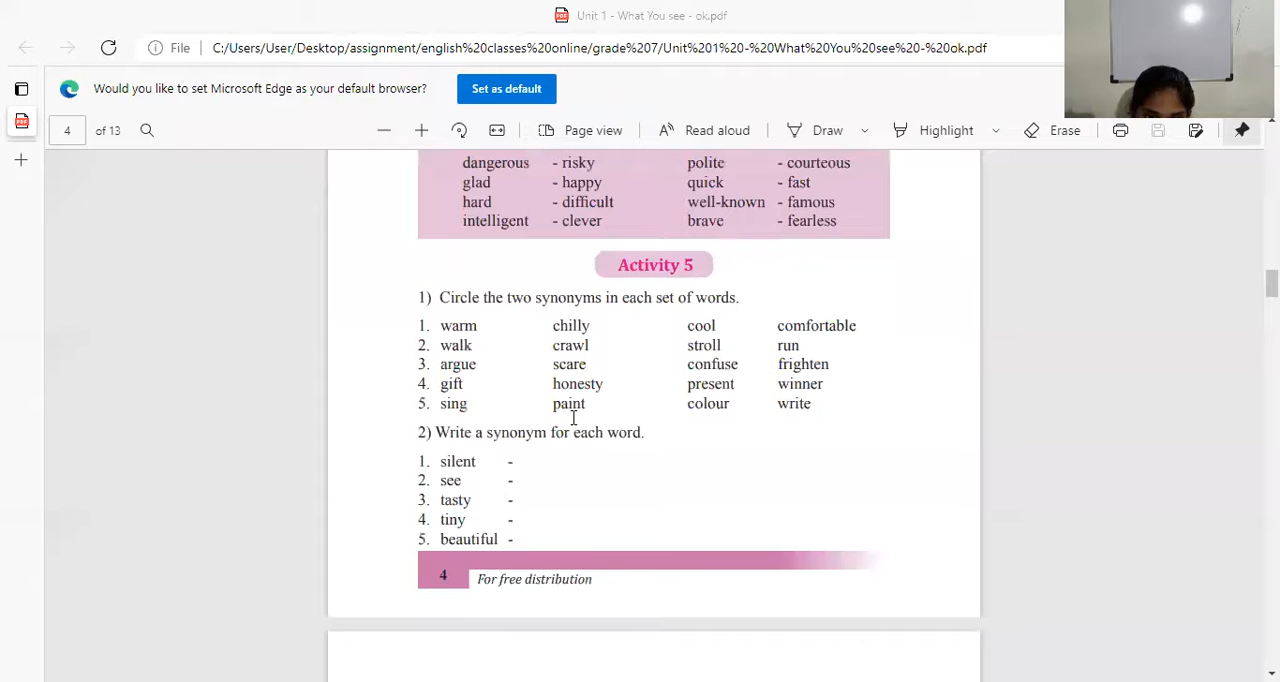 Unit 1 - What You see - ok.pdf
File C:/Users/User/Desktop/assignment/english%20classes%20online/grade%207/Unit%201%20-%20What%20You%20see%20-%20ok.pdf
Would you like to set Microsoft Edge as your default browser? Set as default
4 of 13 Page view Read aloud Draw Highlight Erase
dangerous - risky polite - courteous
glad - happy quick - fast
hard - difficult well-known - famous
intelligent - clever brave - fearless
Activity 5
1) Circle the two synonyms in each set of words.
1. warm chilly cool comfortable
2. walk crawl stroll run
3. argue scare confuse frighten
4. gift honesty present winner
5. sing paint colour write
2) Write a synonym for each word.
1. silent -
2. see -
3. tasty -
4. tiny -
5. beautiful -
4 For free distribution